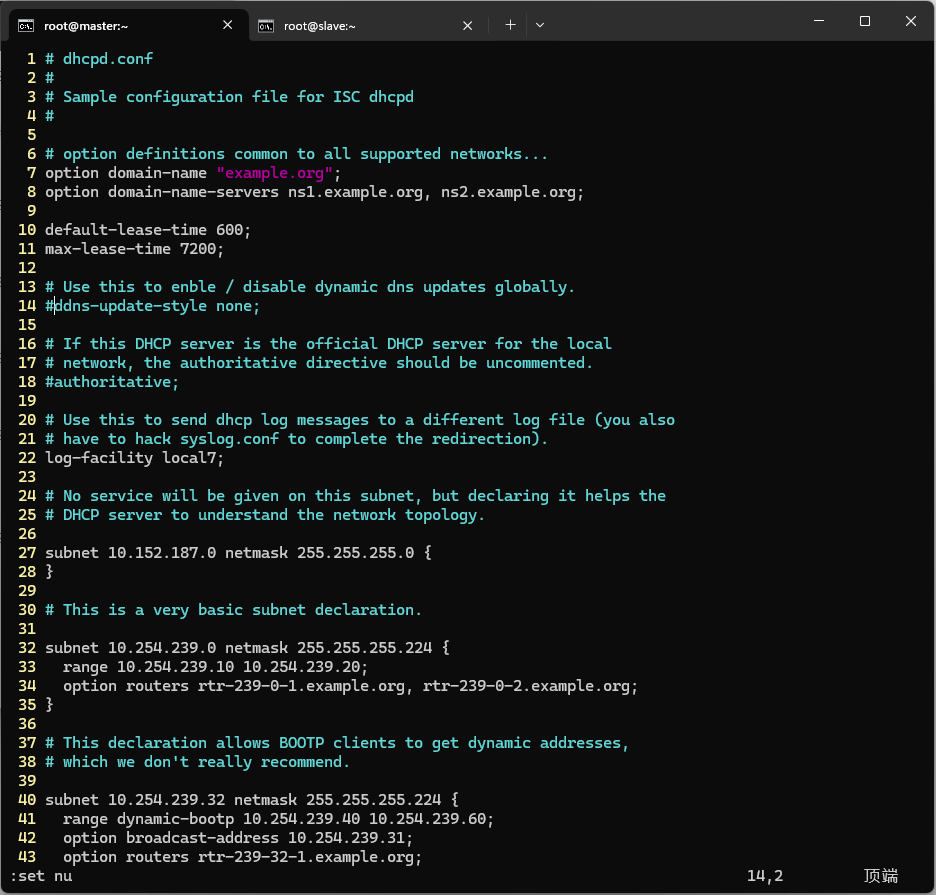 root@master:~
root@slave:~
1 # dhcpd.conf
2 #
3 # Sample configuration file for ISC dhcpd
4 #
5
6 # option definitions common to all supported networks...
7 option domain-name "example.org";
8 option domain-name-servers ns1.example.org, ns2.example.org;
9
10 default-lease-time 600;
11 max-lease-time 7200;
12
13 # Use this to enble / disable dynamic dns updates globally.
14 #ddns-update-style none;
15
16 # If this DHCP server is the official DHCP server for the local
17 # network, the authoritative directive should be uncommented.
18 #authoritative;
19
20 # Use this to send dhcp log messages to a different log file (you also
21 # have to hack syslog.conf to complete the redirection).
22 log-facility local7;
23
24 # No service will be given on this subnet, but declaring it helps the
25 # DHCP server to understand the network topology.
26
27 subnet 10.152.187.0 netmask 255.255.255.0 {
28 }
29
30 # This is a very basic subnet declaration.
31
32 subnet 10.254.239.0 netmask 255.255.255.224 {
33   range 10.254.239.10 10.254.239.20;
34   option routers rtr-239-0-1.example.org, rtr-239-0-2.example.org;
35 }
36
37 # This declaration allows BOOTP clients to get dynamic addresses,
38 # which we don't really recommend.
39
40 subnet 10.254.239.32 netmask 255.255.255.224 {
41   range dynamic-bootp 10.254.239.40 10.254.239.60;
42   option broadcast-address 10.254.239.31;
43   option routers rtr-239-32-1.example.org;
:set nu 14,2 顶端